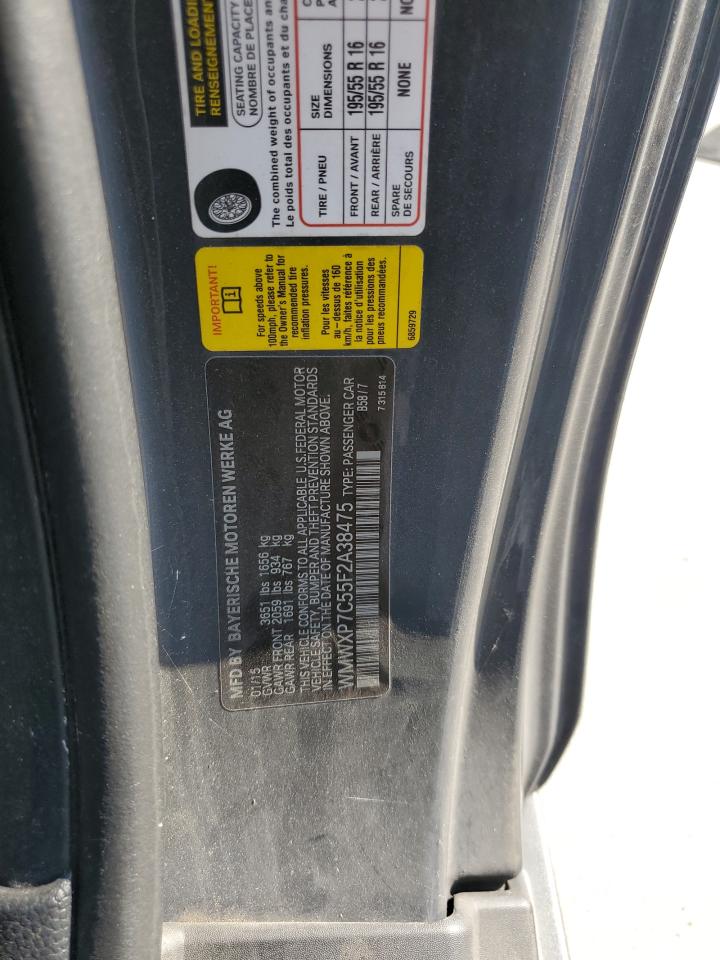 TIRE AND LOADI
RENSEIGNEMENT
SEATING CAPACITY
NOMBRE DE PLACE
The combined weight of occupants an
Le poids total des occupants et du cha
TIRE / PNEU
SIZE
DIMENSIONS
FRONT / AVANT
195/55 R 16
REAR / ARRIÈRE
195/55 R 16
SPARE
DE SECOURS
NONE
IMPORTANT!
For speeds above
100mph, please refer to
the Owner's Manual for
recommended tire
inflation pressures.
Pour les vitesses
au – dessus de 160
km/h, faites référence à
la notice d'utilisation
pour les pressions des
pneus recommandées.
6859729
MFD BY BAYERISCHE MOTOREN WERKE AG
01/15
GVWR 3651 lbs 1656 kg
GAWR FRONT 2059 lbs 934 kg
GAWR REAR 1691 lbs 767 kg
THIS VEHICLE CONFORMS TO ALL APPLICABLE U.S.FEDERAL MOTOR
VEHICLE SAFETY, BUMPER AND THEFT PREVENTION STANDARDS
IN EFFECT ON THE DATE OF MANUFACTURE SHOWN ABOVE.
WMWXP7C55F2A38475 TYPE: PASSENGER CAR
B58/7
7315814